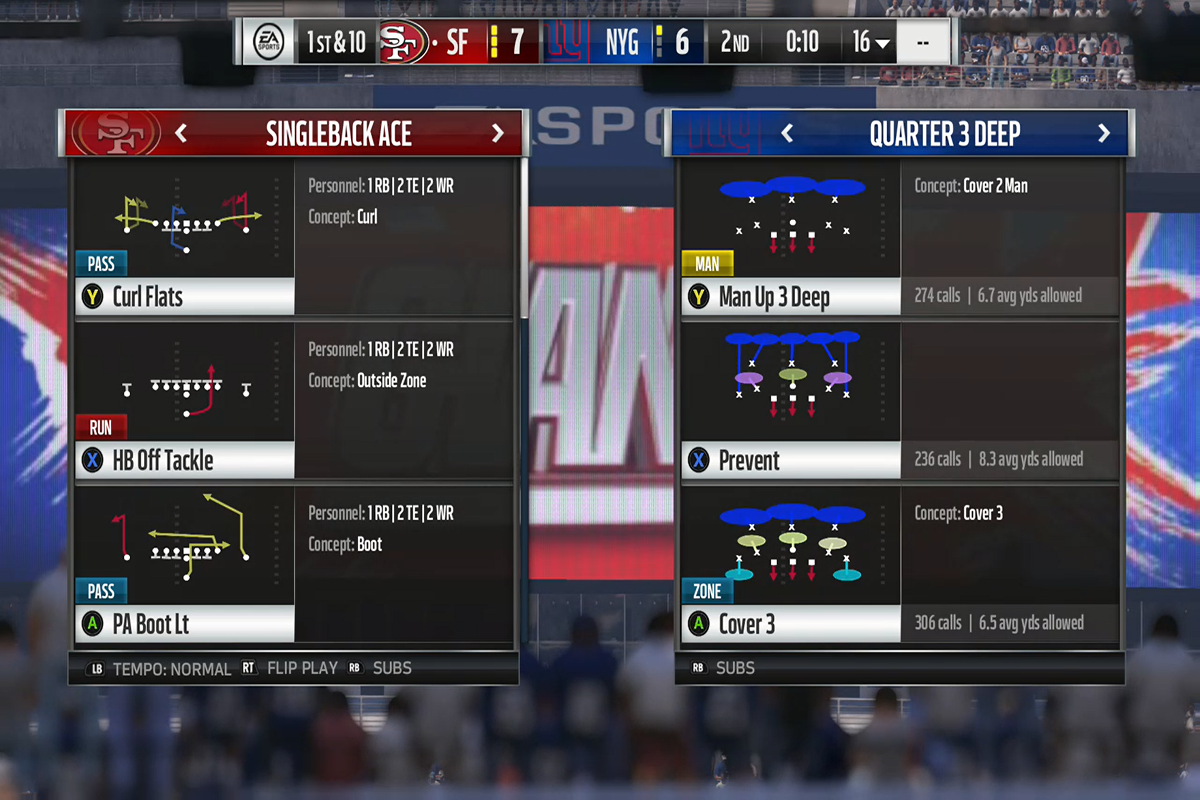 EA
SPORTS
1ST & 10
SF
SF
7
NYG
6
2ND
0:10
16
--
SPO
SINGLEBACK ACE
Personnel: 1 RB | 2 TE | 2 WR
Concept: Curl
PASS
Y Curl Flats
Personnel: 1 RB | 2 TE | 2 WR
Concept: Outside Zone
RUN
X HB Off Tackle
Personnel: 1 RB | 2 TE | 2 WR
Concept: Boot
PASS
A PA Boot Lt
LB TEMPO: NORMAL RT FLIP PLAY RB SUBS
AN
QUARTER 3 DEEP
Concept: Cover 2 Man
MAN
Y Man Up 3 Deep
274 calls | 6.7 avg yds allowed
X Prevent
236 calls | 8.3 avg yds allowed
Concept: Cover 3
ZONE
A Cover 3
306 calls | 6.5 avg yds allowed
RB SUBS